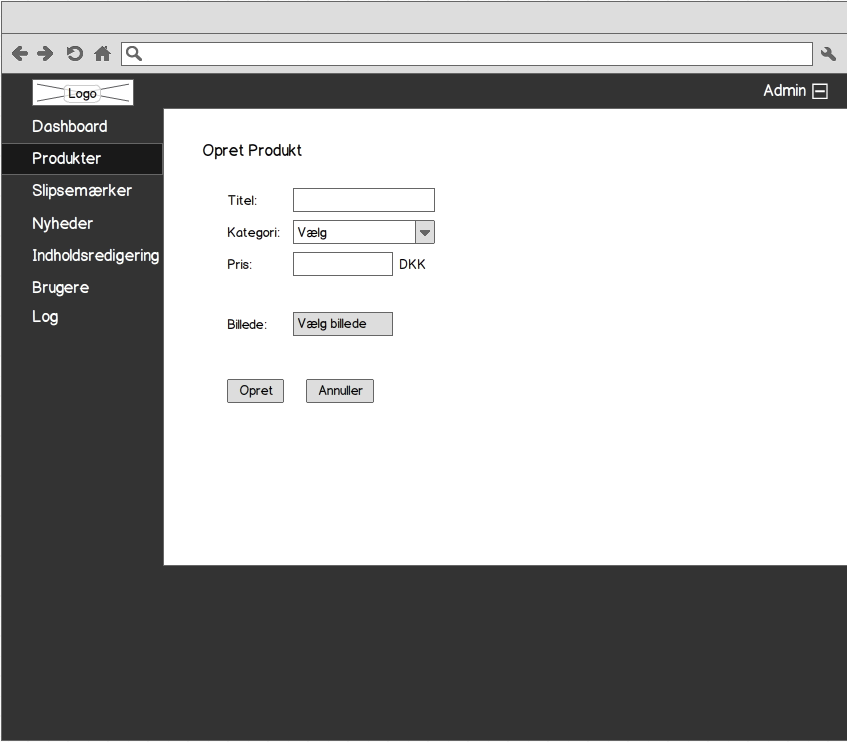 Logo
Admin
Dashboard
Produkter
Slipsemærker
Nyheder
Indholdsredigering
Brugere
Log
Opret Produkt
Titel:
Kategori: Vælg
Pris: DKK
Billede: Vælg billede
Opret Annuller